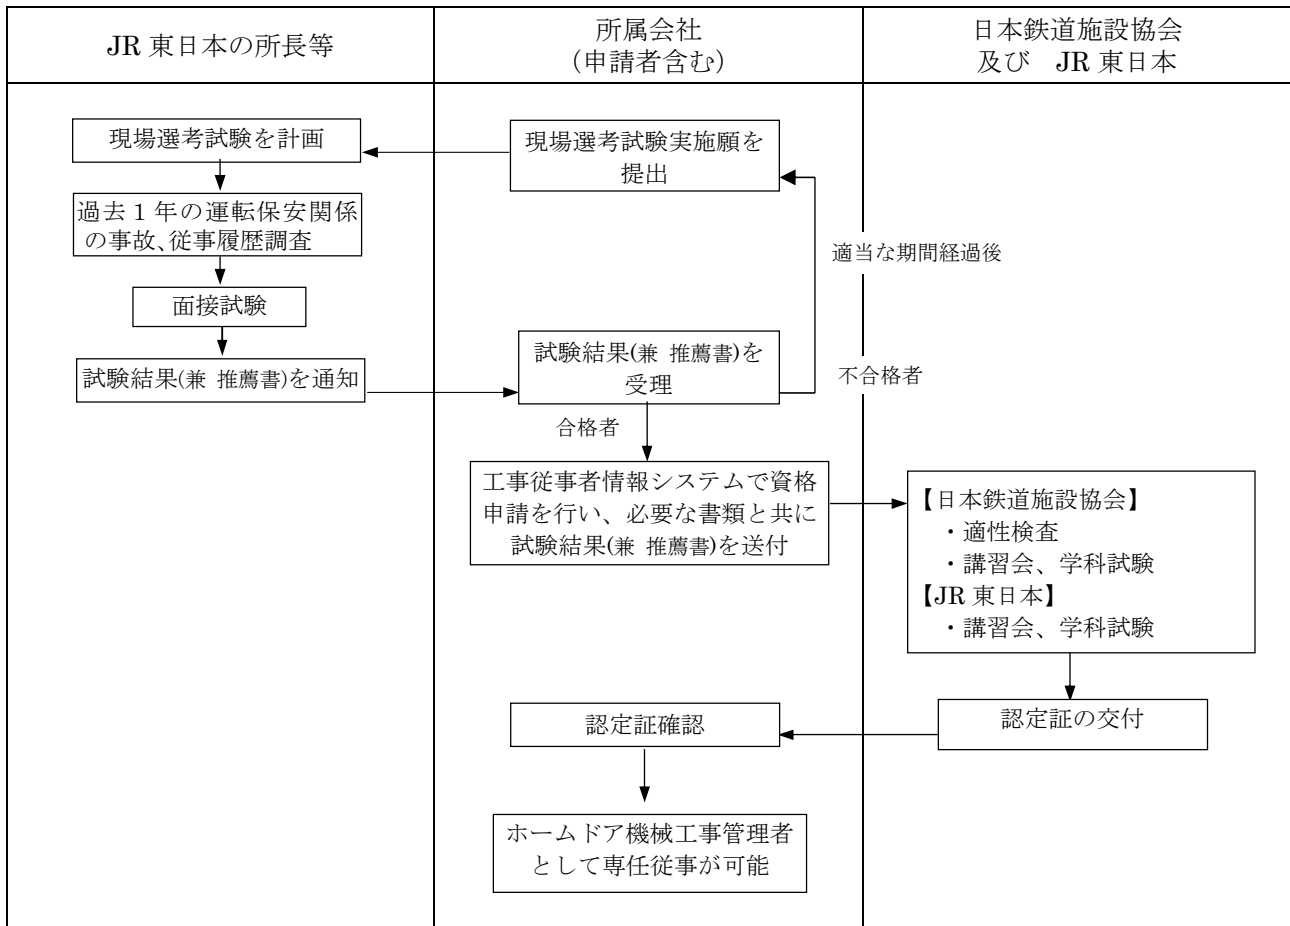 JR 東日本の所長等
所属会社
(申請者含む)
日本鉄道施設協会
及び JR 東日本
現場選考試験を計画
現場選考試験実施願を
提出
過去１年の運転保安関係
の事故、従事履歴調査
適当な期間経過後
面接試験
試験結果(兼 推薦書)を通知
試験結果(兼 推薦書)を
受理
不合格者
合格者
工事従事者情報システムで資格
申請を行い、必要な書類と共に
試験結果(兼 推薦書)を送付
【日本鉄道施設協会】
・適性検査
・講習会、学科試験
【JR 東日本】
・講習会、学科試験
認定証確認
認定証の交付
ホームドア機械工事管理者
として専任従事が可能